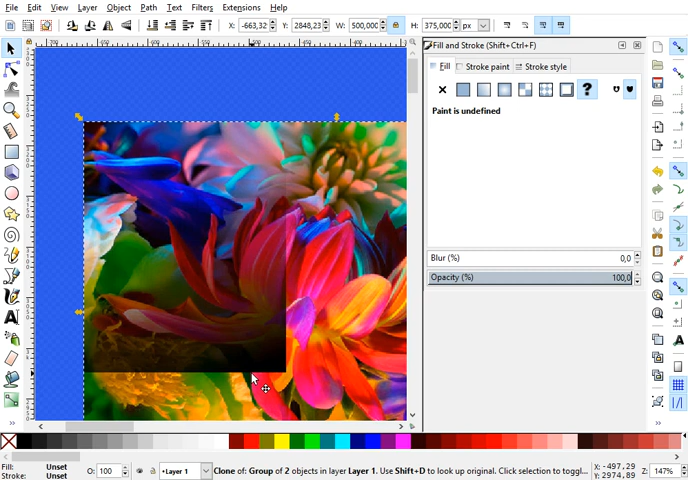 File Edit View Layer Object Path Text Filters Extensions Help
X: -663,32 Y: 2848,23 W: 500,000 H: 375,000 px
Fill and Stroke (Shift+Ctrl+F)
Fill Stroke paint Stroke style
Paint is undefined
Blur (%) 0,0
Opacity (%) 100,0
Fill: Unset
Stroke: Unset
O: 100
•Layer 1
Clone of: Group of 2 objects in layer Layer 1. Use Shift+D to look up original. Click selection to toggl...
X: -497,29
Y: 2974,89
Z: 147%